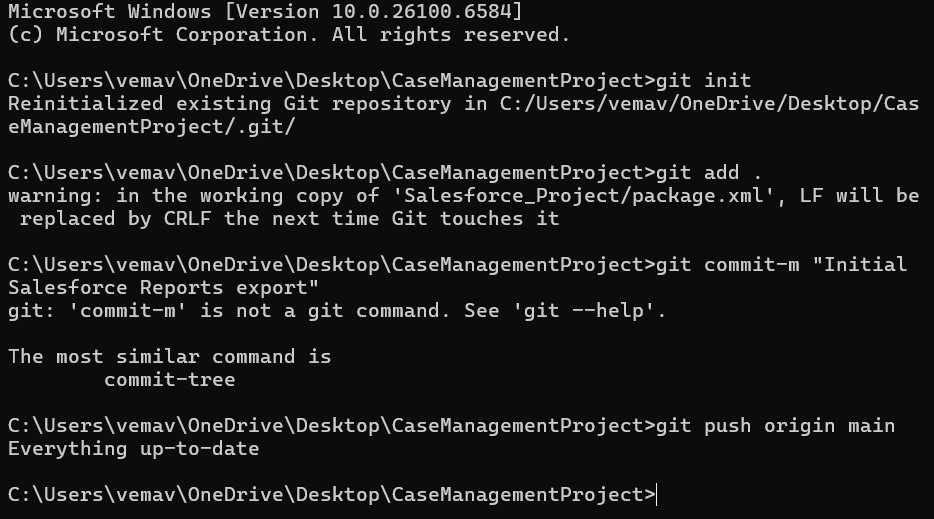 Microsoft Windows [Version 10.0.26100.6584]
(c) Microsoft Corporation. All rights reserved.
C:\Users\vemav\OneDrive\Desktop\CaseManagementProject>git init
Reinitialized existing Git repository in C:/Users/vemav/OneDrive/Desktop/Cas
eManagementProject/.git/
C:\Users\vemav\OneDrive\Desktop\CaseManagementProject>git add .
warning: in the working copy of 'Salesforce_Project/package.xml', LF will be
 replaced by CRLF the next time Git touches it
C:\Users\vemav\OneDrive\Desktop\CaseManagementProject>git commit-m "Initial
Salesforce Reports export"
git: 'commit-m' is not a git command. See 'git --help'.
The most similar command is
        commit-tree
C:\Users\vemav\OneDrive\Desktop\CaseManagementProject>git push origin main
Everything up-to-date
C:\Users\vemav\OneDrive\Desktop\CaseManagementProject>